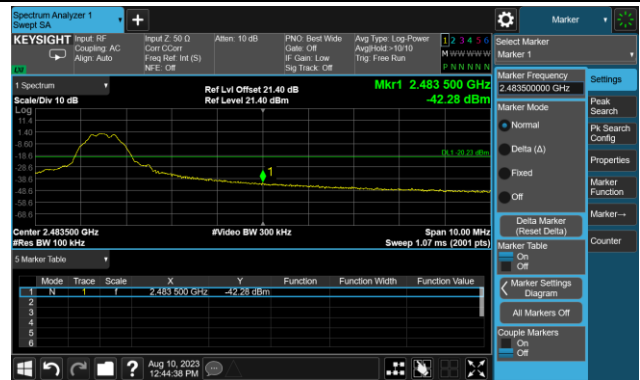 Spectrum Analyzer 1
Swept SA
Marker
KEYSIGHT
Input: RF
Coupling: AC
Align: Auto
Input Z: 50 Ω
Corr CCorr
Freq Ref: Int (S)
NFE: Off
Atten: 10 dB
PNO: Best Wide
Gate: Off
IF Gain: Low
Sig Track: Off
Avg Type: Log-Power
Avg|Hold:>10/10
Trig: Free Run
1 2 3 4 5 6
M W W W W W
P N N N N N
Select Marker
Marker 1
1 Spectrum
Scale/Div 10 dB
Log
Ref Lvl Offset 21.40 dB
Ref Level 21.40 dBm
Mkr1 2.483 500 GHz
-42.28 dBm
11.4
1.40
-8.60
-18.6
-28.6
-38.6
-48.6
-58.6
-68.6
DL1 -20.23 dBm
1
Center 2.483500 GHz
#Res BW 100 kHz
#Video BW 300 kHz
Span 10.00 MHz
Sweep 1.07 ms (2001 pts)
5 Marker Table
Mode Trace Scale X Y Function Function Width Function Value
1 N 1 f 2.483 500 GHz -42.28 dBm
2
3
4
5
6
Marker Frequency
2.483500000 GHz
Marker Mode
Normal
Delta (Δ)
Fixed
Off
Delta Marker
(Reset Delta)
Marker Table
On
Off
Marker Settings
Diagram
All Markers Off
Couple Markers
On
Off
Settings
Peak
Search
Pk Search
Config
Properties
Marker
Function
Marker→
Counter
?
Aug 10, 2023
12:44:38 PM